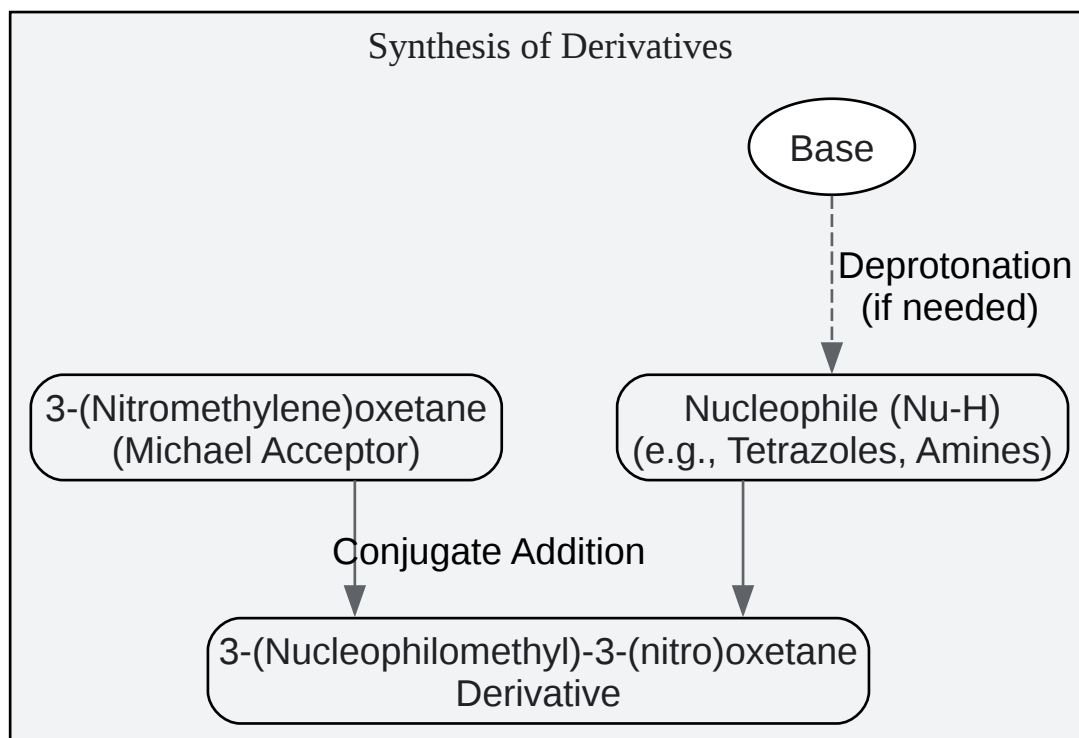 Synthesis of Derivatives
Base
Deprotonation
(if needed)
3-(Nitromethylene)oxetane
(Michael Acceptor)
Nucleophile (Nu-H)
(e.g., Tetrazoles, Amines)
Conjugate Addition
3-(Nucleophilomethyl)-3-(nitro)oxetane
Derivative